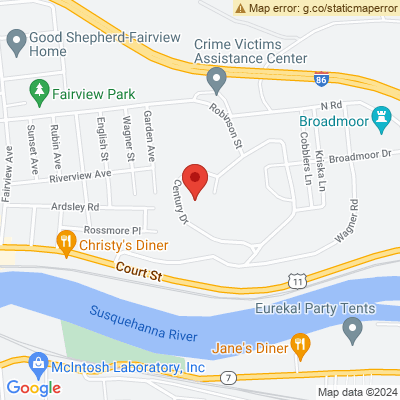 Map error: g.co/staticmaperror
Good Shepherd-Fairview
Home
Crime Victims
Assistance Center
86
Fairview Park
N Rd
Broadmoor
Robinson St
Broadmoor Dr
Fairview Ave
Sunset Ave
Rubin Ave
English St
Wagner St
Garden Ave
Cobblers Ln
Kriska Ln
Riverview Ave
Century Dr
Wagner Rd
Ardsley Rd
Rossmore Pl
Christy's Diner
Court St
11
Susquehanna River
Eureka! Party Tents
Jane's Diner
McIntosh Laboratory, Inc
7
Google
Map data ©2024